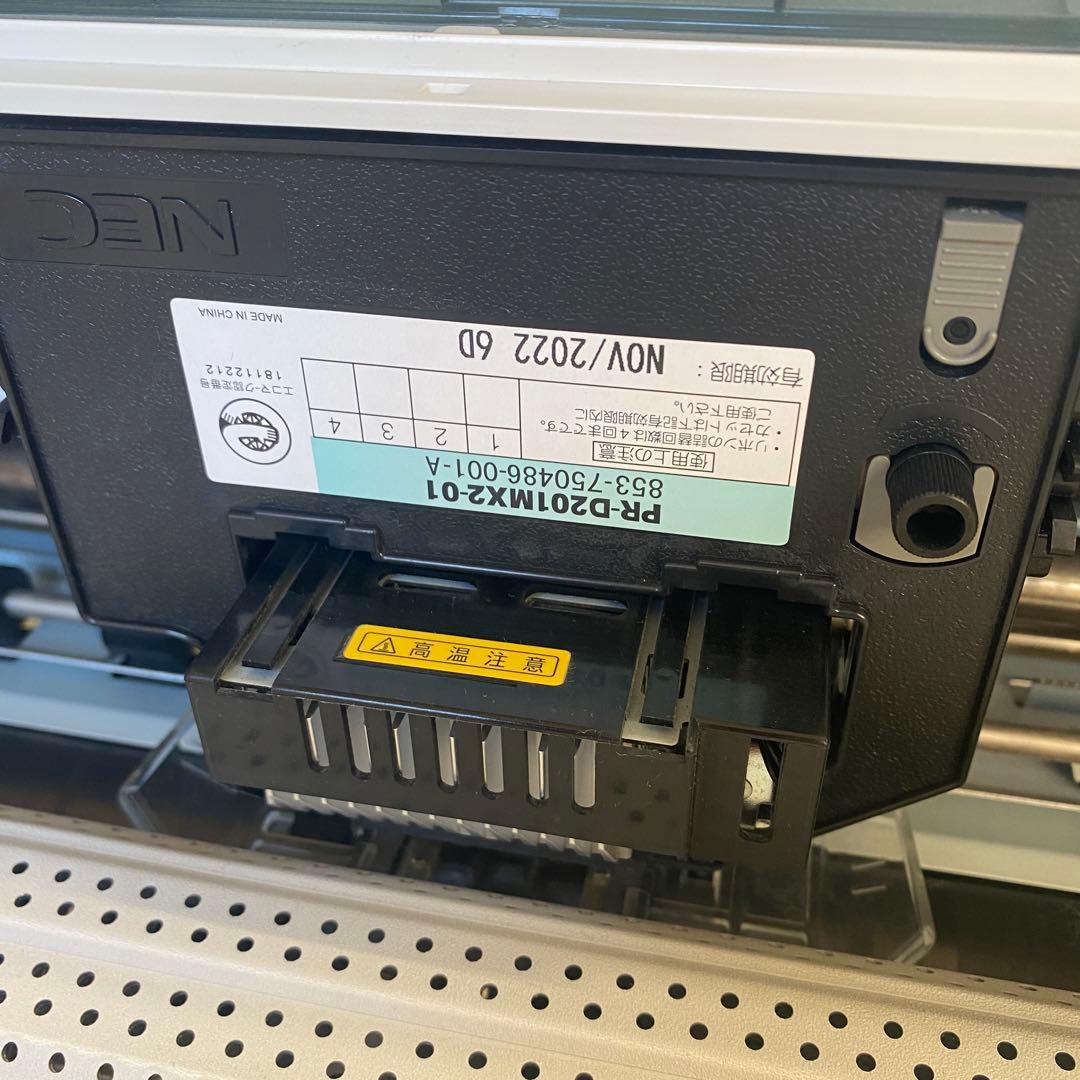 高温注意
PR-D201MX2-01
853-750486-001-A
使用上の注意
・リボンの詰替回数は4回までです。
・カセットは下記有効期限内に
ご使用下さい。
1 2 3 4
有効期限： NOV/2022 6D
エコマーク認定番号
18112212
MADE IN CHINA
NEC